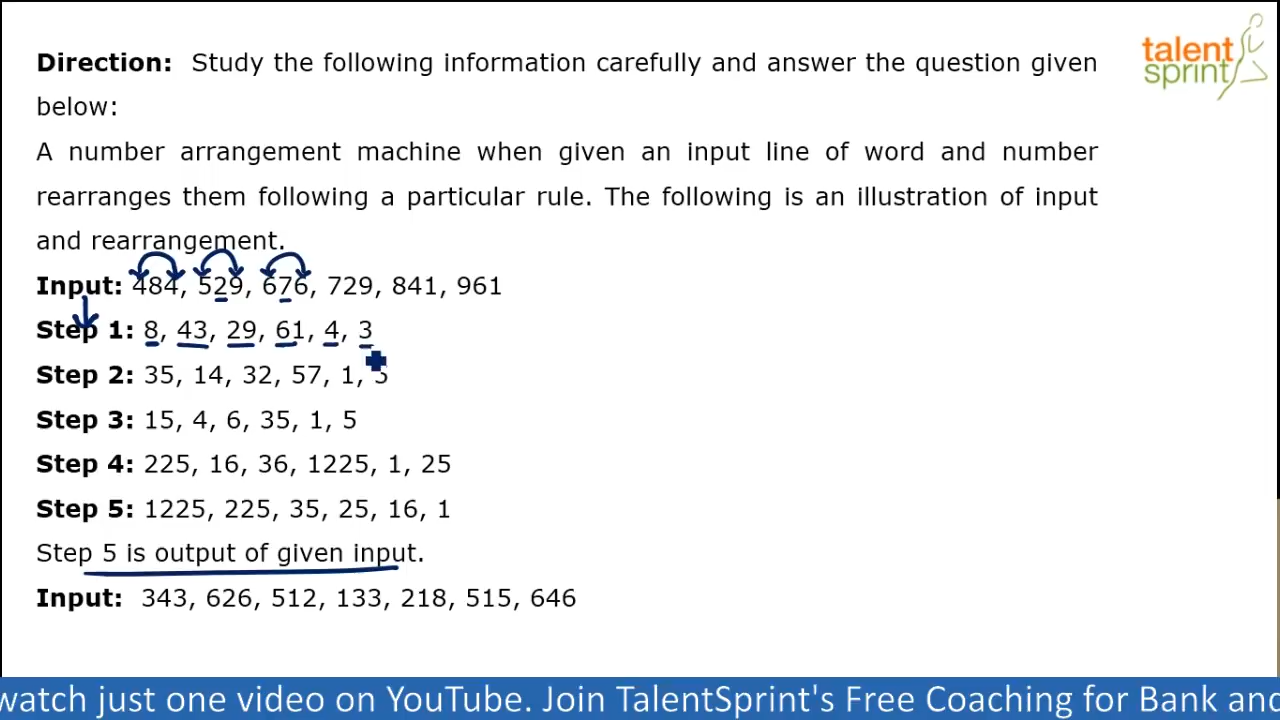 talent
sprint
Direction: Study the following information carefully and answer the question given
below:
A number arrangement machine when given an input line of word and number
rearranges them following a particular rule. The following is an illustration of input
and rearrangement.
Input: 484, 529, 676, 729, 841, 961
Step 1: 8, 43, 29, 61, 4, 3
Step 2: 35, 14, 32, 57, 1,
Step 3: 15, 4, 6, 35, 1, 5
Step 4: 225, 16, 36, 1225, 1, 25
Step 5: 1225, 225, 35, 25, 16, 1
Step 5 is output of given input.
Input: 343, 626, 512, 133, 218, 515, 646
watch just one video on YouTube. Join TalentSprint's Free Coaching for Bank and